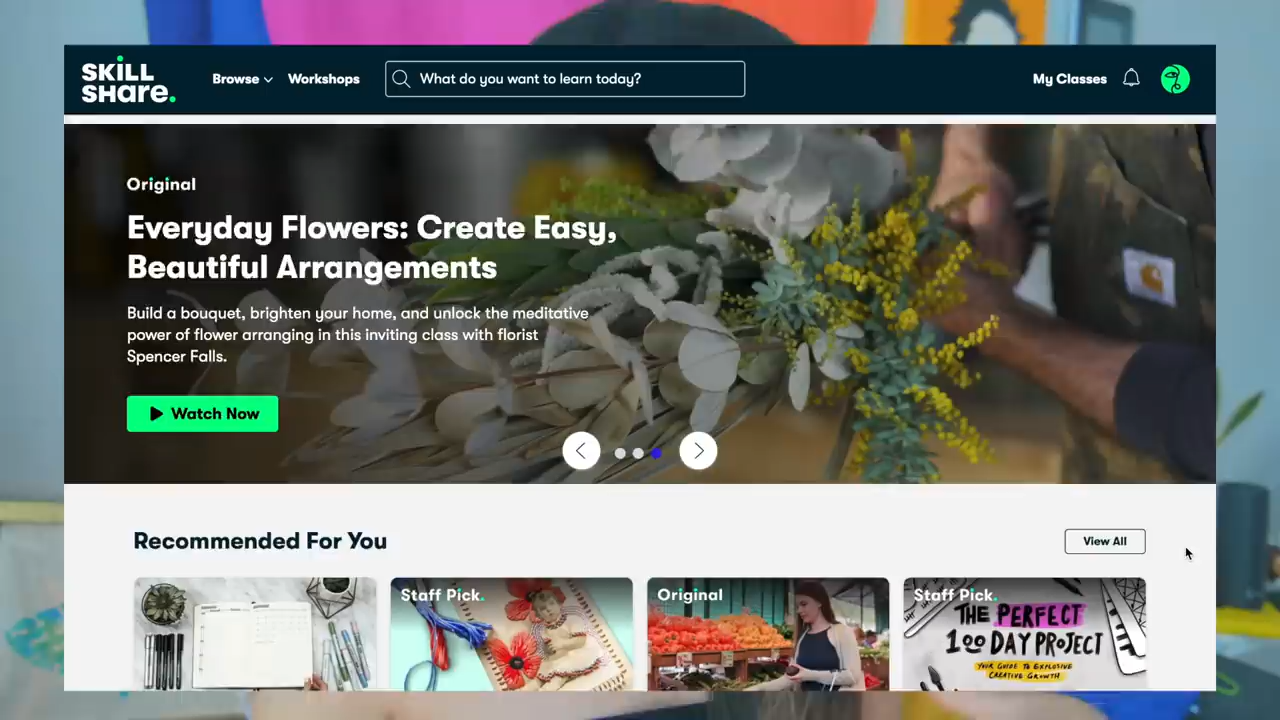 SKILL
SHare.
Browse
Workshops
What do you want to learn today?
My Classes
Original
Everyday Flowers: Create Easy,
Beautiful Arrangements
Build a bouquet, brighten your home, and unlock the meditative
power of flower arranging in this inviting class with florist
Spencer Falls.
Watch Now
Recommended For You
View All
Staff Pick.
Original
Staff Pick.
THE PERFECT
100 DAY PROJECT
YOUR GUIDE TO EXPLOSIVE
CREATIVE GROWTH